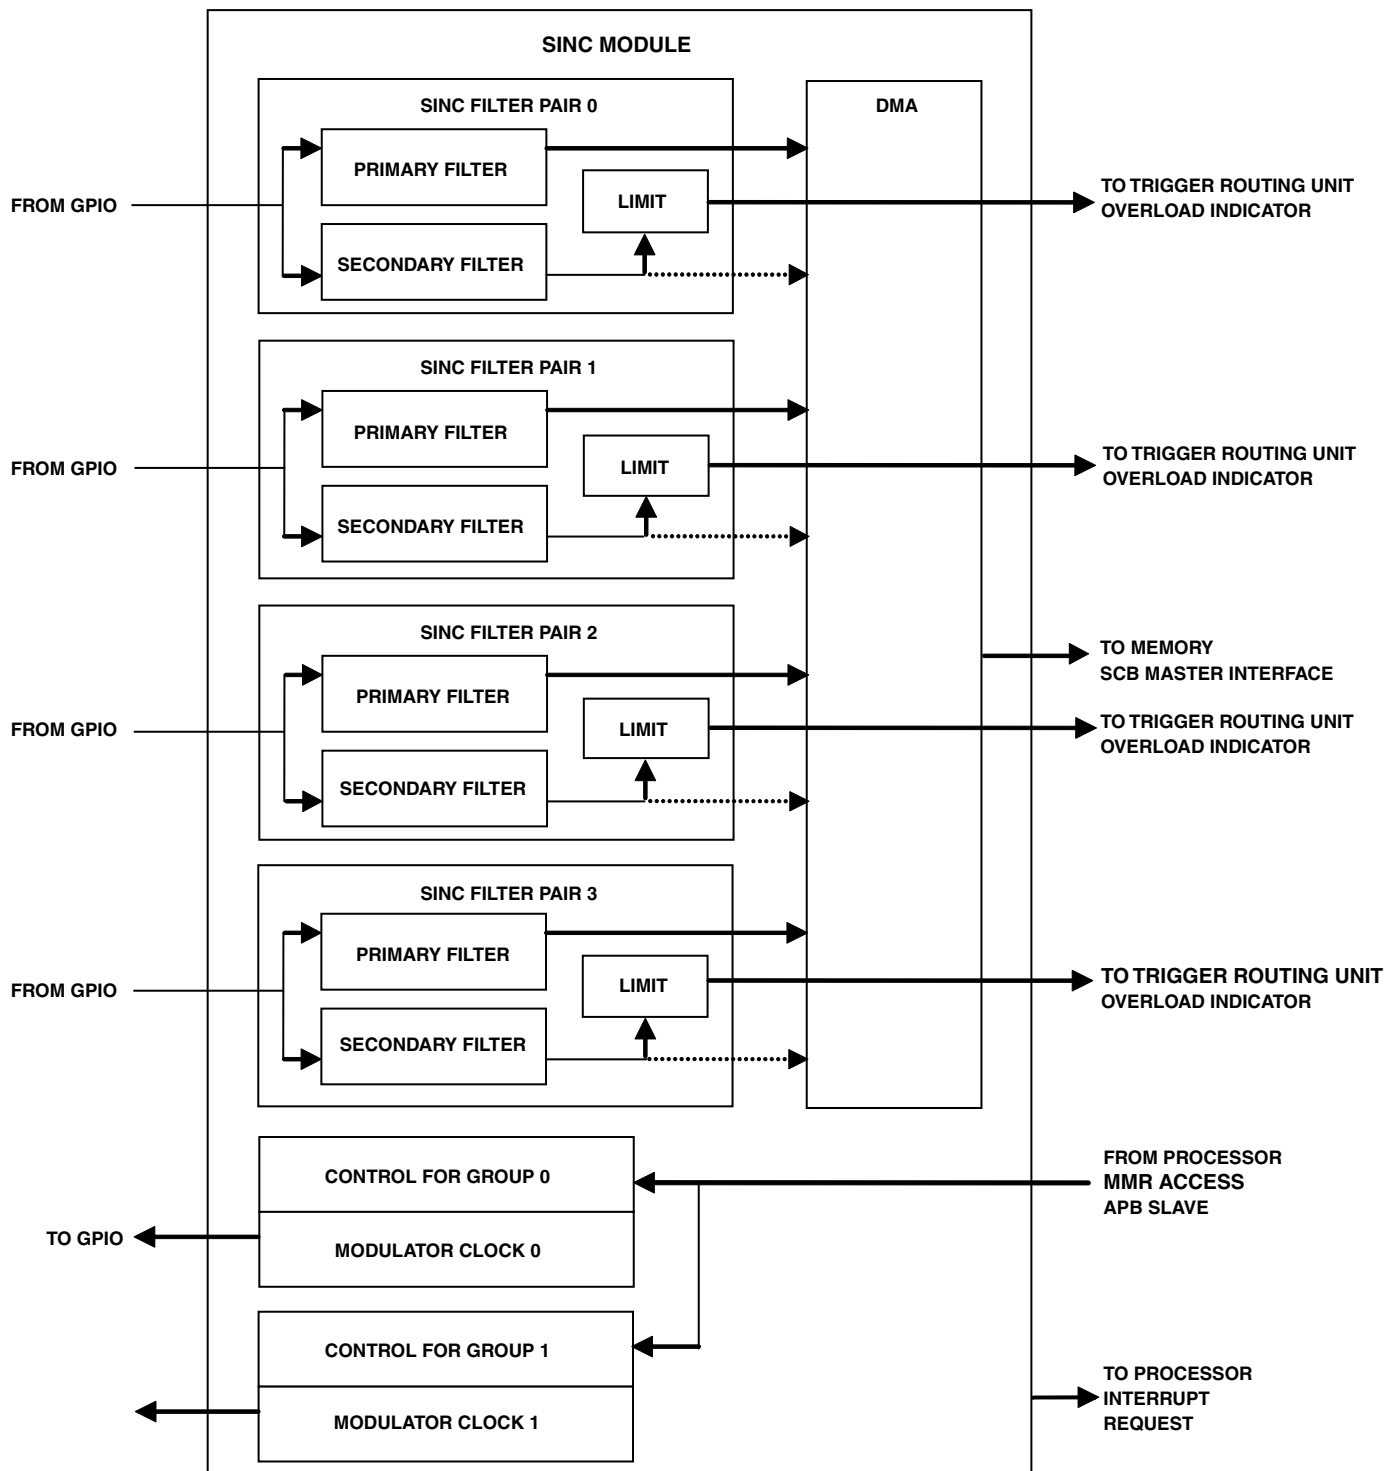 SINC MODULE
SINC FILTER PAIR 0
DMA
PRIMARY FILTER
LIMIT
FROM GPIO
TO TRIGGER ROUTING UNIT
OVERLOAD INDICATOR
SECONDARY FILTER
SINC FILTER PAIR 1
PRIMARY FILTER
LIMIT
FROM GPIO
TO TRIGGER ROUTING UNIT
OVERLOAD INDICATOR
SECONDARY FILTER
SINC FILTER PAIR 2
TO MEMORY
SCB MASTER INTERFACE
PRIMARY FILTER
LIMIT
FROM GPIO
TO TRIGGER ROUTING UNIT
OVERLOAD INDICATOR
SECONDARY FILTER
SINC FILTER PAIR 3
PRIMARY FILTER
LIMIT
FROM GPIO
TO TRIGGER ROUTING UNIT
OVERLOAD INDICATOR
SECONDARY FILTER
CONTROL FOR GROUP 0
FROM PROCESSOR
MMR ACCESS
APB SLAVE
TO GPIO
MODULATOR CLOCK 0
CONTROL FOR GROUP 1
TO PROCESSOR
INTERRUPT
REQUEST
MODULATOR CLOCK 1